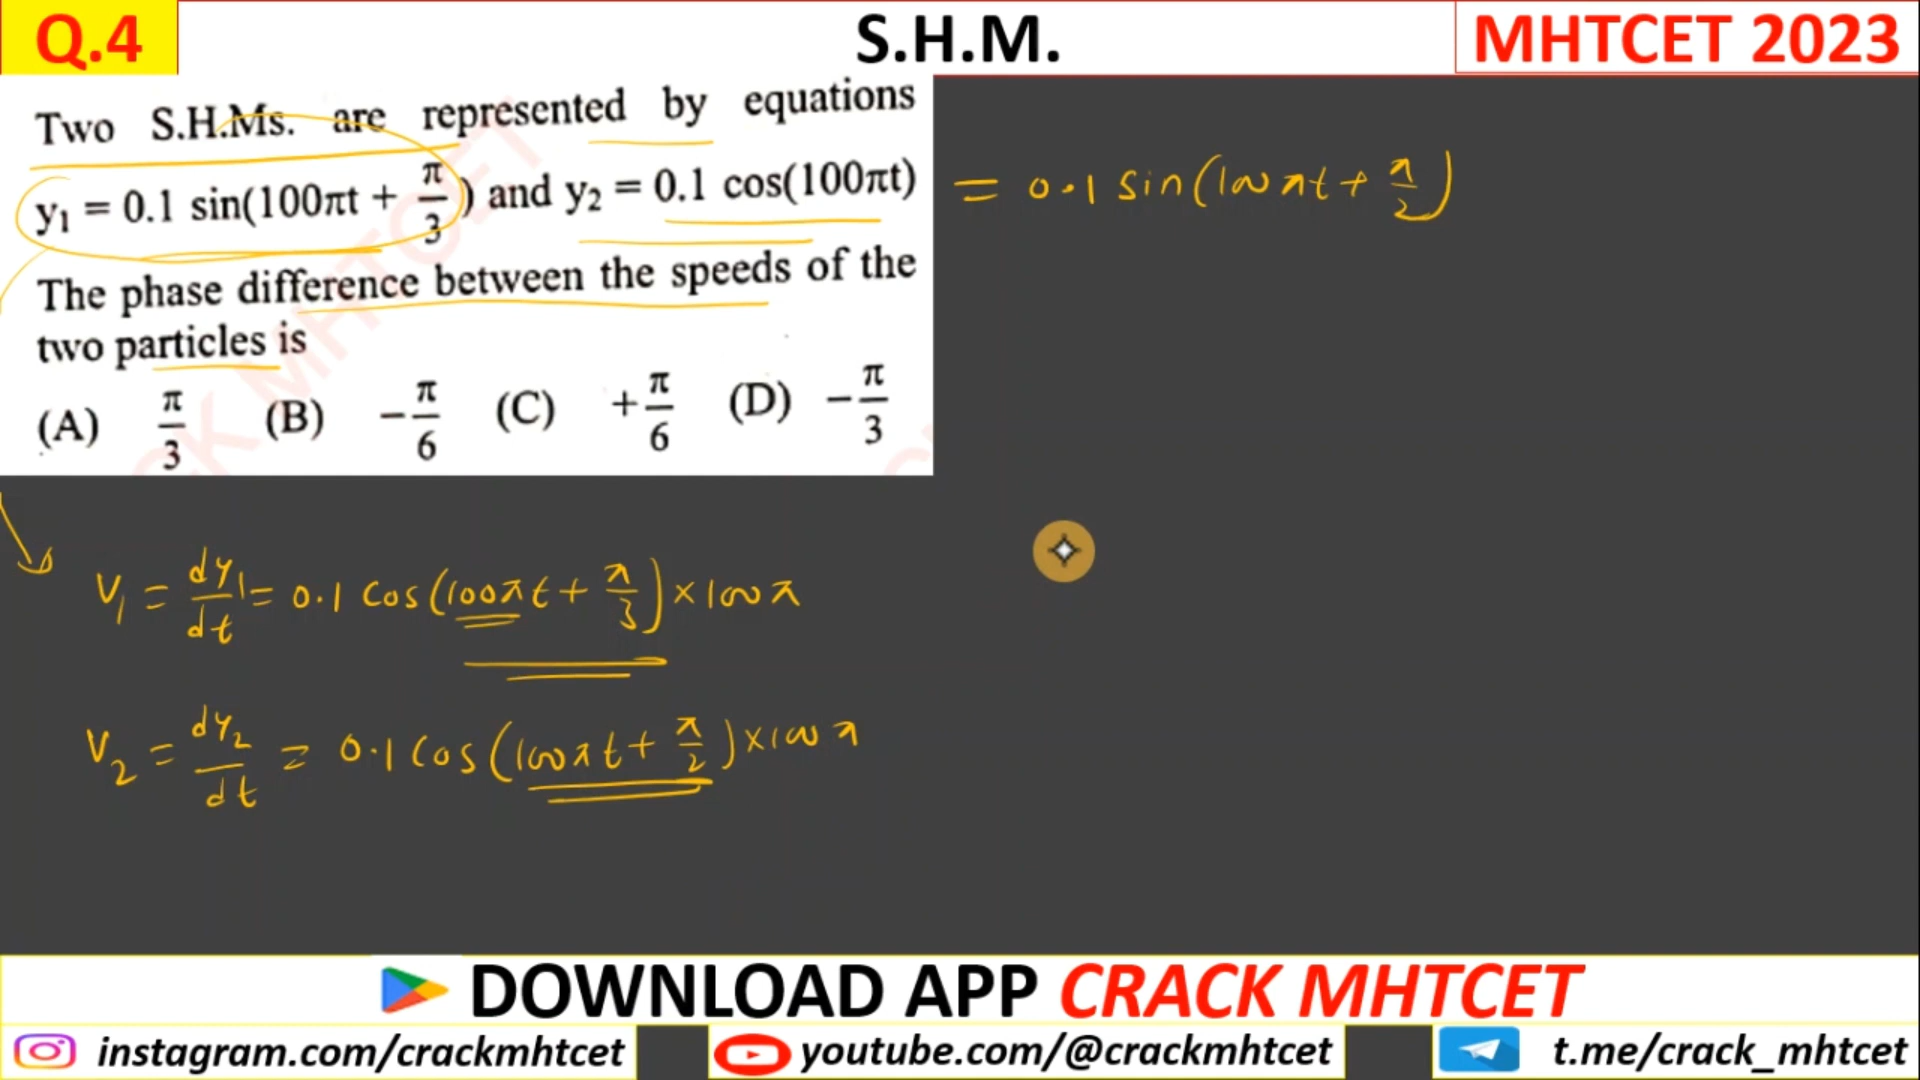 Q.4
S.H.M.
MHTCET 2023
Two S.H.Ms. are represented by equations
y₁ = 0.1 sin(100πt + π/3) and y₂ = 0.1 cos(100πt)
= 0.1 sin(100πt + π/2)
The phase difference between the speeds of the
two particles is
(A) π/3 (B) −π/6 (C) +π/6 (D) −π/3
V₁ = dy₁/dt = 0.1 cos(100πt + π/3) × 100π
V₂ = dy₂/dt = 0.1 cos(100πt + π/2) × 100π
DOWNLOAD APP CRACK MHTCET
instagram.com/crackmhtcet
youtube.com/@crackmhtcet
t.me/crack_mhtcet